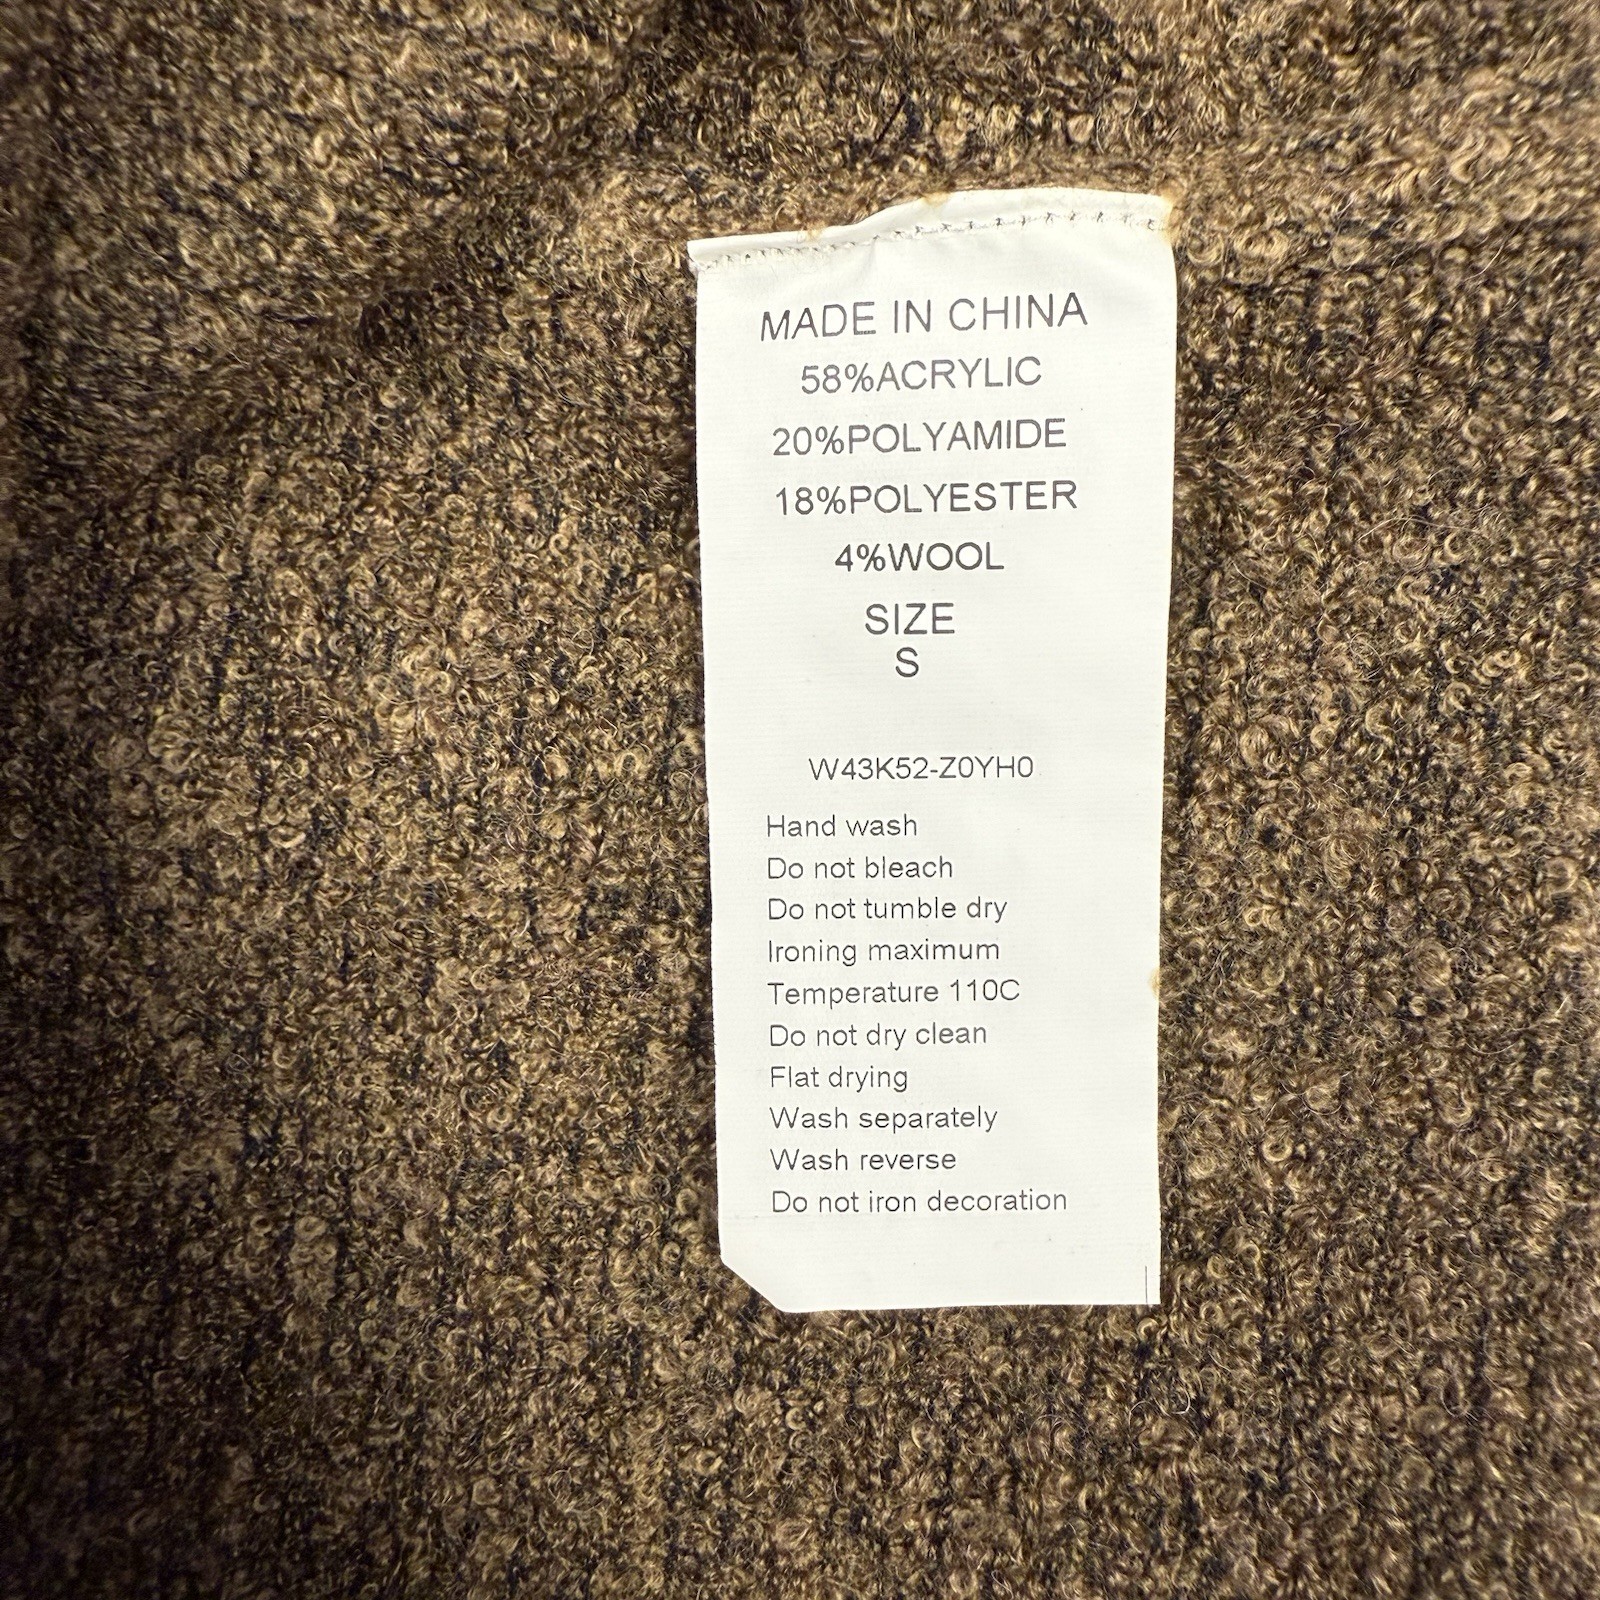 MADE IN CHINA
58%ACRYLIC
20%POLYAMIDE
18%POLYESTER
4%WOOL
SIZE
S
W43K52-Z0YH0
Hand wash
Do not bleach
Do not tumble dry
Ironing maximum
Temperature 110C
Do not dry clean
Flat drying
Wash separately
Wash reverse
Do not iron decoration